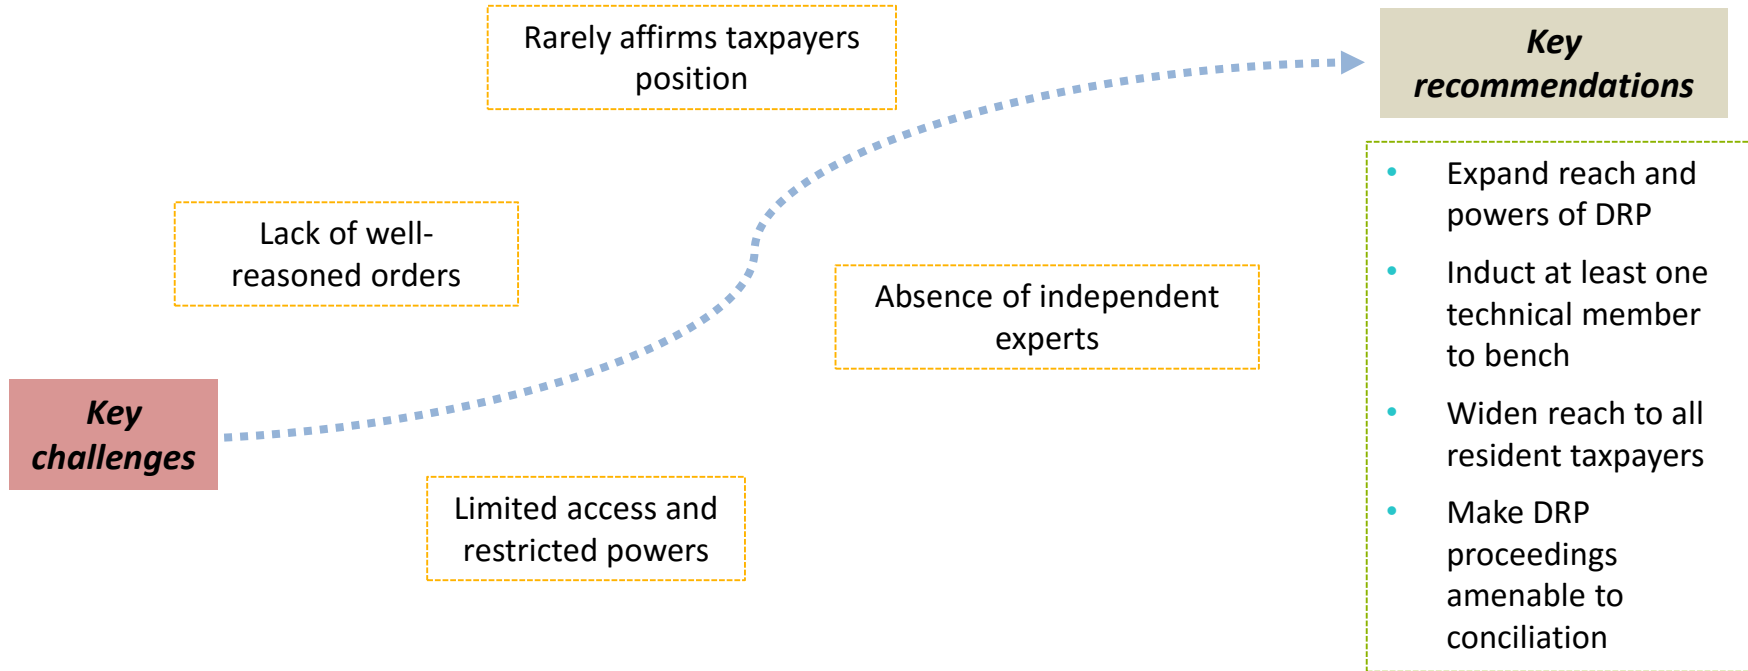 Rarely affirms taxpayers
position
Key
recommendations
Lack of well-
reasoned orders
Absence of independent
experts
Key
challenges
Limited access and
restricted powers
• Expand reach and
powers of DRP
• Induct at least one
technical member
to bench
• Widen reach to all
resident taxpayers
• Make DRP
proceedings
amenable to
conciliation